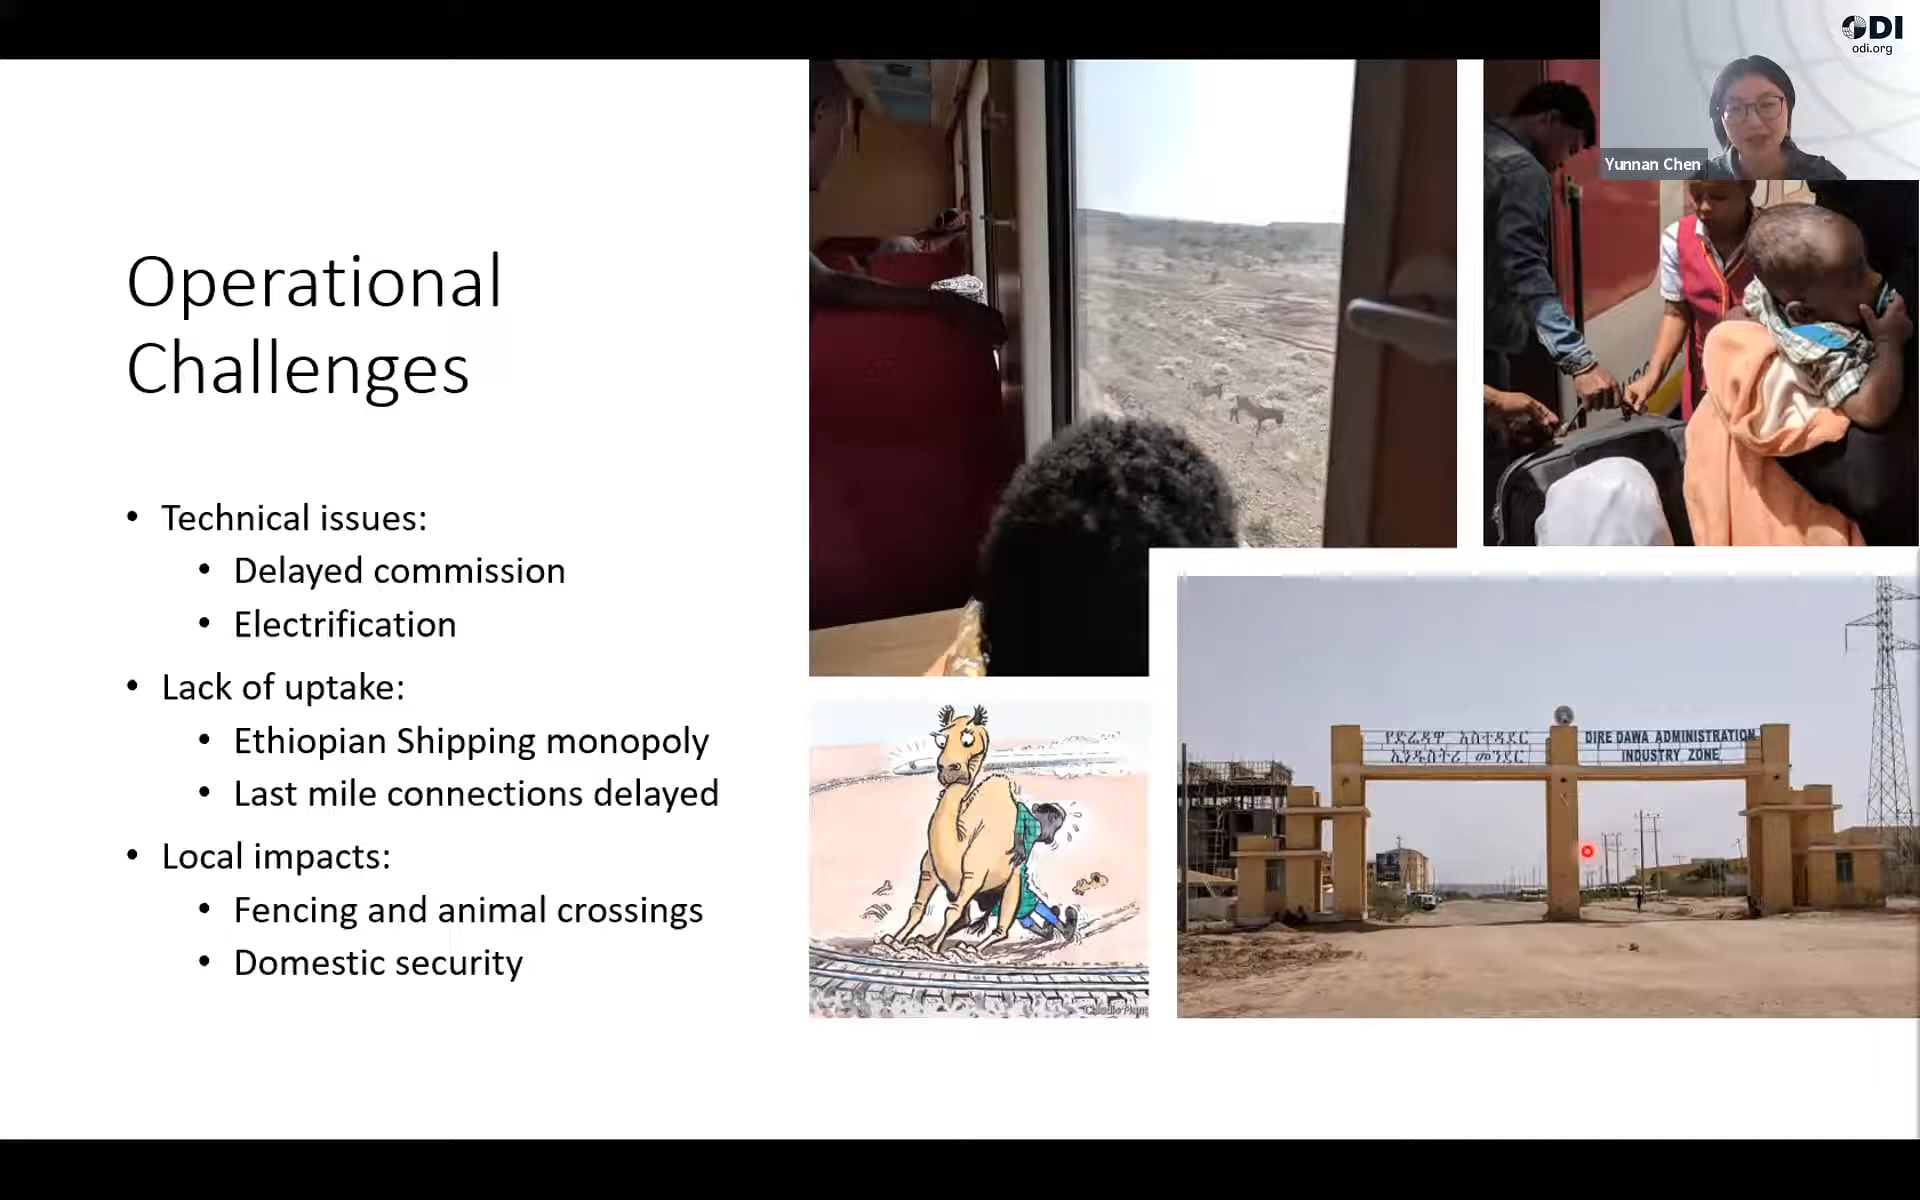 ODI
odi.org
Yunnan Chen
Operational
Challenges
• Technical issues:
• Delayed commission
• Electrification
• Lack of uptake:
• Ethiopian Shipping monopoly
• Last mile connections delayed
• Local impacts:
• Fencing and animal crossings
• Domestic security
የድሬዳዋ አስተዳደር
ኢንዱስትሪ መንደር
DIRE DAWA ADMINISTRATION
INDUSTRY ZONE